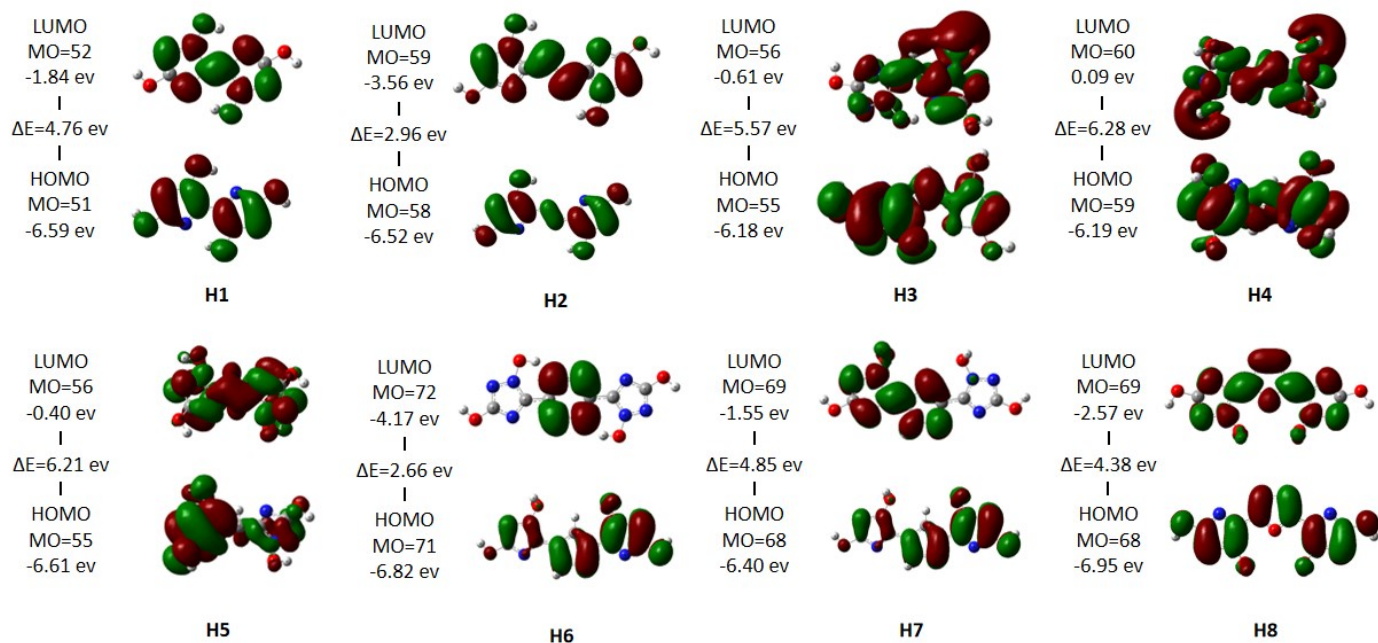 LUMO
MO=52
-1.84 ev
ΔE=4.76 ev
HOMO
MO=51
-6.59 ev
H1
LUMO
MO=59
-3.56 ev
ΔE=2.96 ev
HOMO
MO=58
-6.52 ev
H2
LUMO
MO=56
-0.61 ev
ΔE=5.57 ev
HOMO
MO=55
-6.18 ev
H3
LUMO
MO=60
0.09 ev
ΔE=6.28 ev
HOMO
MO=59
-6.19 ev
H4
LUMO
MO=56
-0.40 ev
ΔE=6.21 ev
HOMO
MO=55
-6.61 ev
H5
LUMO
MO=72
-4.17 ev
ΔE=2.66 ev
HOMO
MO=71
-6.82 ev
H6
LUMO
MO=69
-1.55 ev
ΔE=4.85 ev
HOMO
MO=68
-6.40 ev
H7
LUMO
MO=69
-2.57 ev
ΔE=4.38 ev
HOMO
MO=68
-6.95 ev
H8